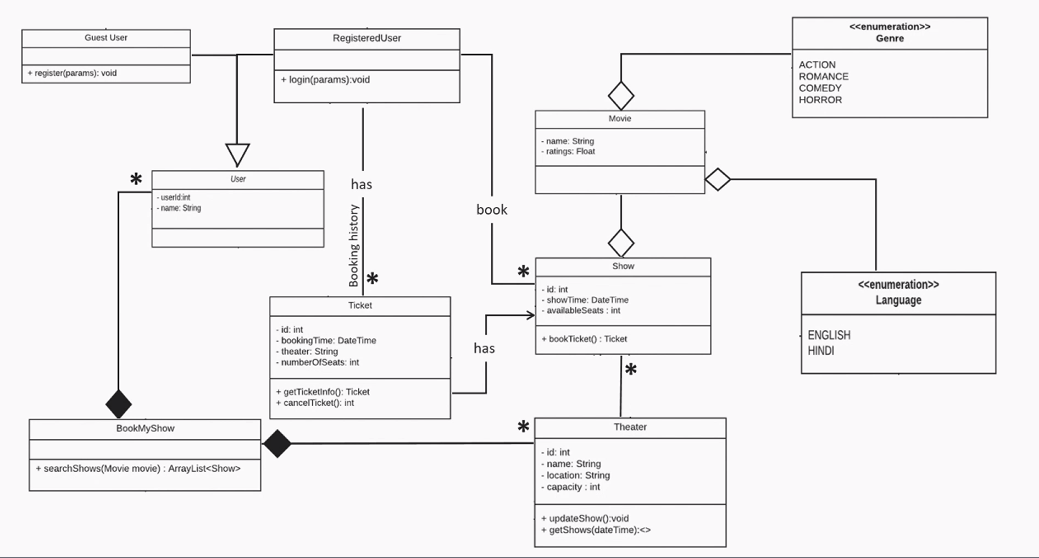 Guest User
+ register(params): void
RegisteredUser
+ login(params):void
<<enumeration>>
Genre
ACTION
ROMANCE
COMEDY
HORROR
Movie
- name: String
- ratings: Float
*
User
- userId:int
- name: String
has
Booking history
*
book
*
Show
- id: int
- showTime: DateTime
- availableSeats : int
+ bookTicket() : Ticket
<<enumeration>>
Language
ENGLISH
HINDI
Ticket
- id: int
- bookingTime: DateTime
- theater: String
- numberOfSeats: int
+ getTicketInfo(): Ticket
+ cancelTicket(): int
has
*
BookMyShow
+ searchShows(Movie movie) : ArrayList<Show>
*
Theater
- id: int
- name: String
- location: String
- capacity : int
+ updateShow():void
+ getShows(dateTime):<>